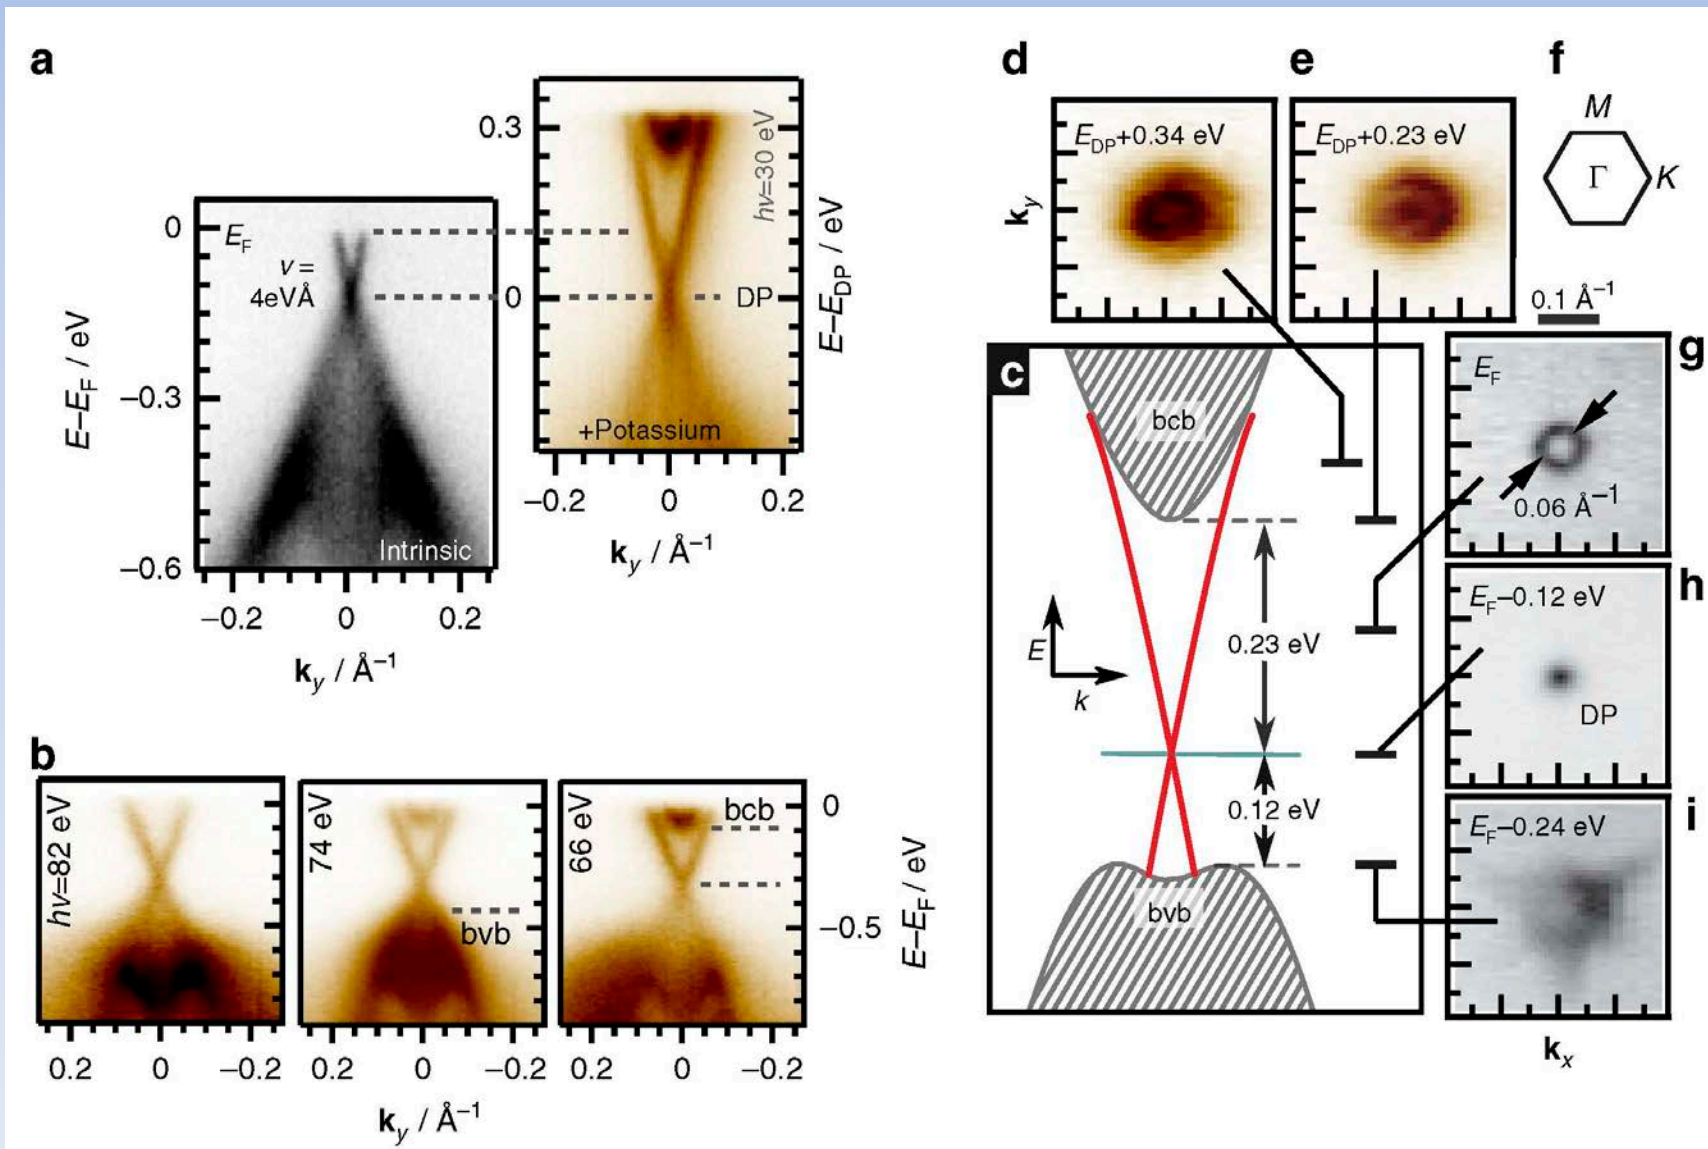 a
0
−0.3
−0.6
E–E_F / eV
E_F
v =
4eVÅ
Intrinsic
−0.2 0 0.2
k_y / Å⁻¹
0.3
0
hν=30 eV
DP
+Potassium
E–E_DP / eV
−0.2 0 0.2
k_y / Å⁻¹
b
hν=82 eV
74 eV
bvb
66 eV
bcb
0
−0.5
E–E_F / eV
0.2 0 −0.2
0.2 0 −0.2
0.2 0 −0.2
k_y / Å⁻¹
c
bcb
0.23 eV
E
k
0.12 eV
bvb
d
E_DP+0.34 eV
k_y
e
E_DP+0.23 eV
f
M
Γ
K
0.1 Å⁻¹
g
E_F
0.06 Å⁻¹
h
E_F−0.12 eV
DP
i
E_F−0.24 eV
k_x